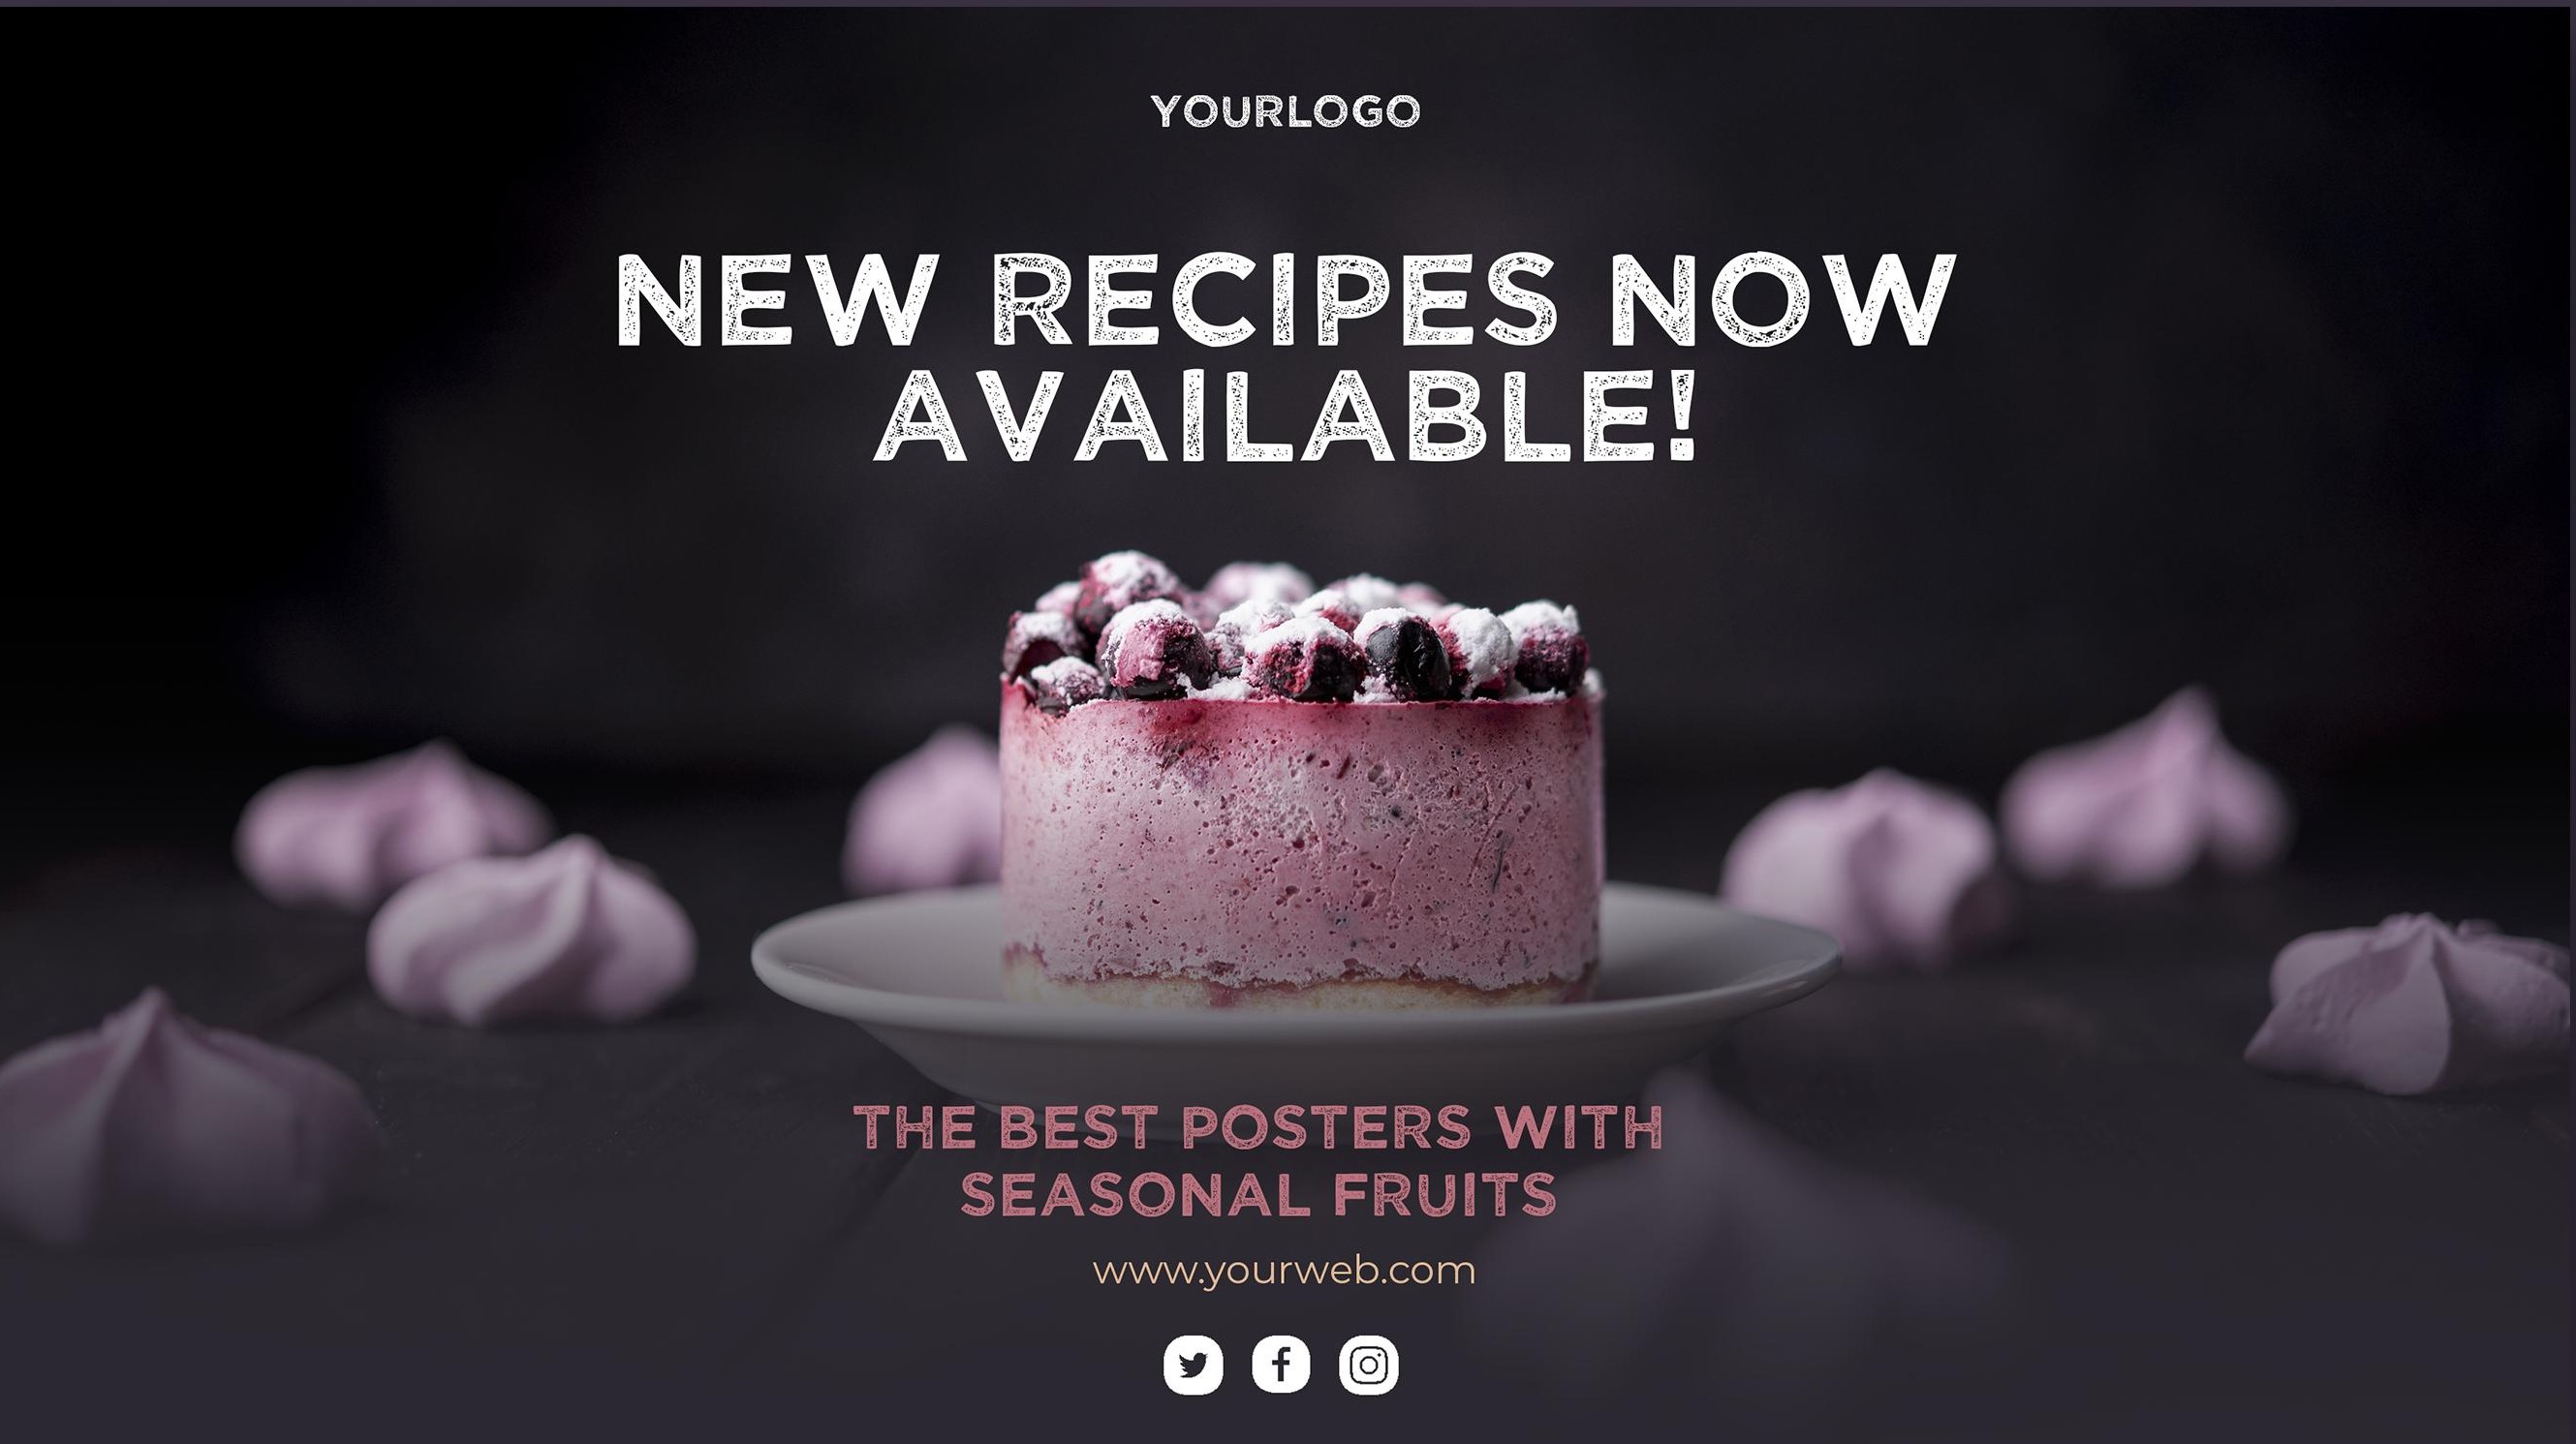 YOURLOGO
NEW RECIPES NOW
AVAILABLE!
THE BEST POSTERS WITH
SEASONAL FRUITS
www.yourweb.com